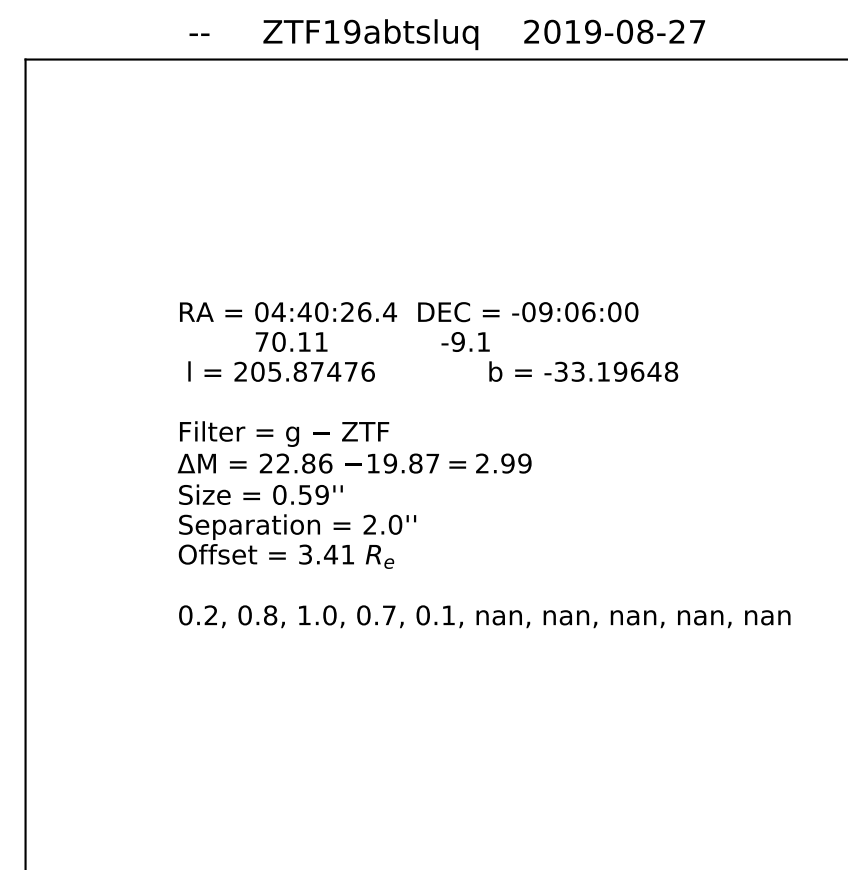 -- ZTF19abtsluq 2019-08-27
RA = 04:40:26.4 DEC = -09:06:00
70.11 -9.1
l = 205.87476 b = -33.19648
Filter = g − ZTF
ΔM = 22.86 −19.87 = 2.99
Size = 0.59''
Separation = 2.0''
Offset = 3.41 Re
0.2, 0.8, 1.0, 0.7, 0.1, nan, nan, nan, nan, nan